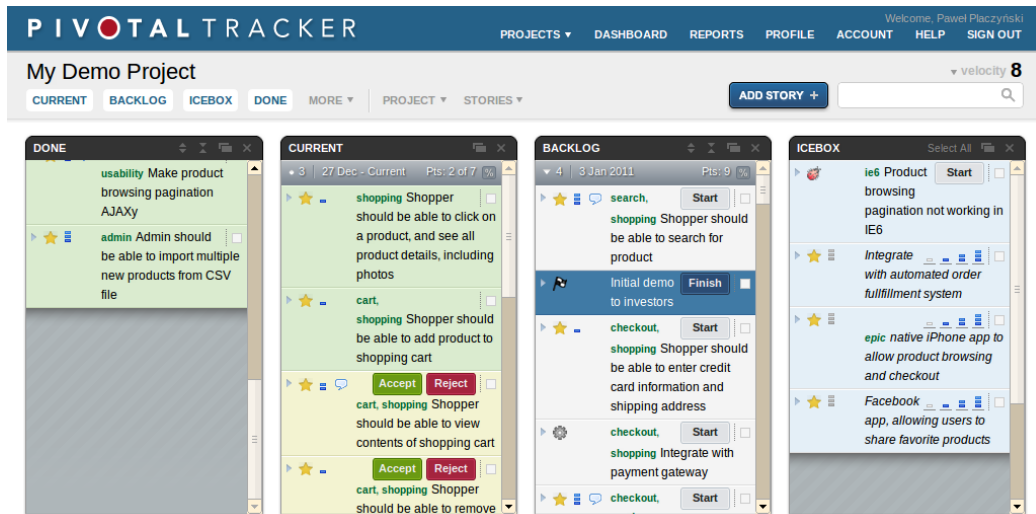 PIVOTAL TRACKER
Welcome, Paweł Płaczyński
PROJECTS DASHBOARD REPORTS PROFILE ACCOUNT HELP SIGN OUT
My Demo Project
velocity 8
CURRENT BACKLOG ICEBOX DONE MORE PROJECT STORIES
ADD STORY +
DONE
usability Make product
browsing pagination
AJAXy
admin Admin should
be able to import multiple
new products from CSV
file
CURRENT
3 27 Dec - Current Pts: 2 of 7 %
shopping Shopper
should be able to click on
a product, and see all
product details, including
photos
cart,
shopping Shopper should
be able to add product to
shopping cart
Accept Reject
cart, shopping Shopper
should be able to view
contents of shopping cart
Accept Reject
cart, shopping Shopper
should be able to remove
BACKLOG
4 3 Jan 2011 Pts: 9 %
search, Start
shopping Shopper should
be able to search for
product
Initial demo Finish
to investors
checkout, Start
shopping Shopper should
be able to enter credit
card information and
shipping address
checkout, Start
shopping Integrate with
payment gateway
checkout, Start
ICEBOX Select All
ie6 Product Start
browsing
pagination not working in
IE6
Integrate
with automated order
fullfillment system
epic native iPhone app to
allow product browsing
and checkout
Facebook
app, allowing users to
share favorite products